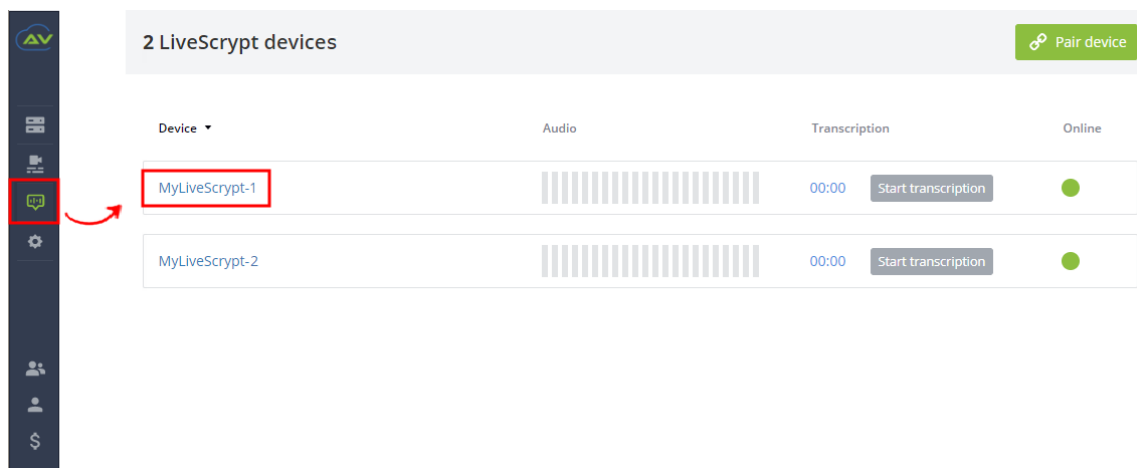 AV
2 LiveScrypt devices
Pair device
Device Audio Transcription Online
MyLiveScrypt-1 00:00 Start transcription
MyLiveScrypt-2 00:00 Start transcription
$